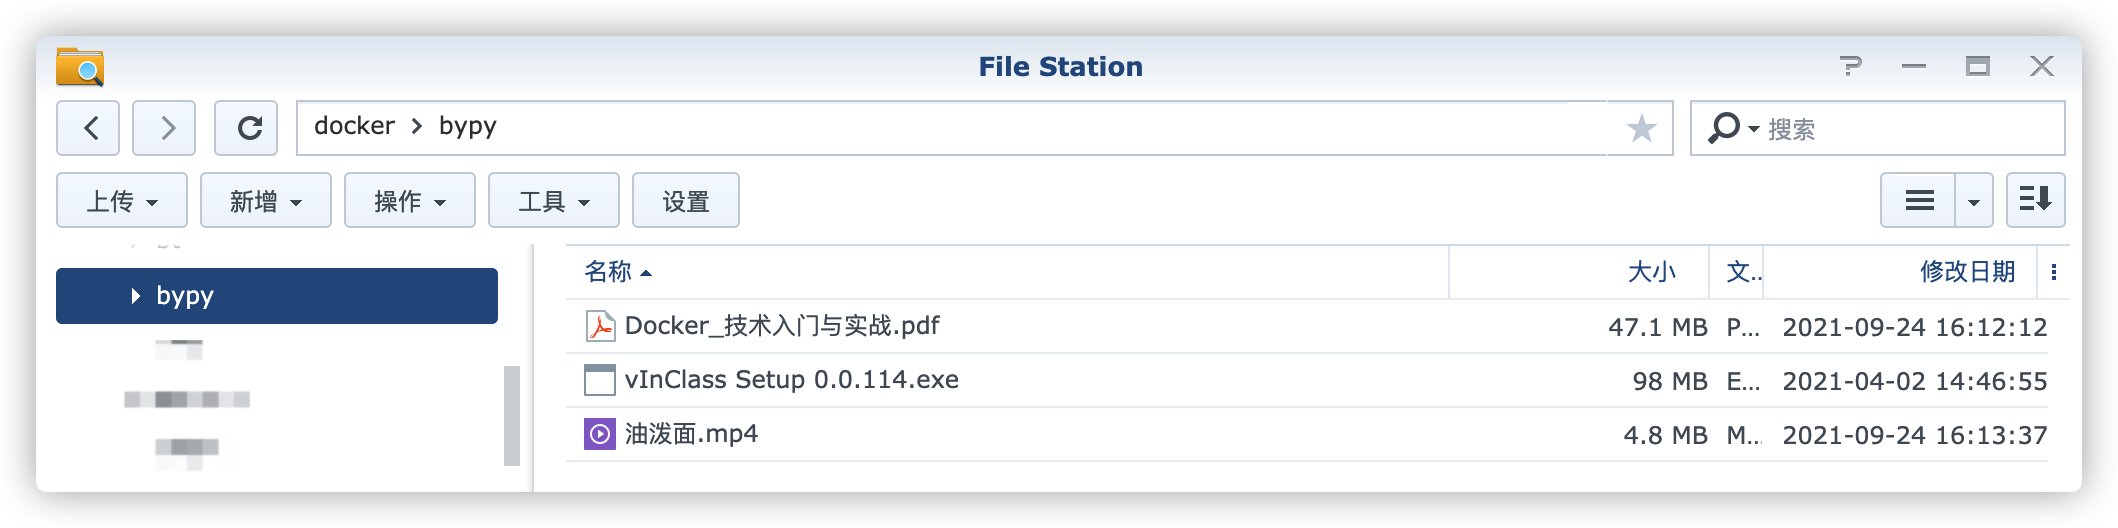 File Station
docker > bypy
搜索
上传 新增 操作 工具 设置
bypy
名称 大小 文.. 修改日期
Docker_技术入门与实战.pdf 47.1 MB P... 2021-09-24 16:12:12
vInClass Setup 0.0.114.exe 98 MB E... 2021-04-02 14:46:55
油泼面.mp4 4.8 MB M... 2021-09-24 16:13:37